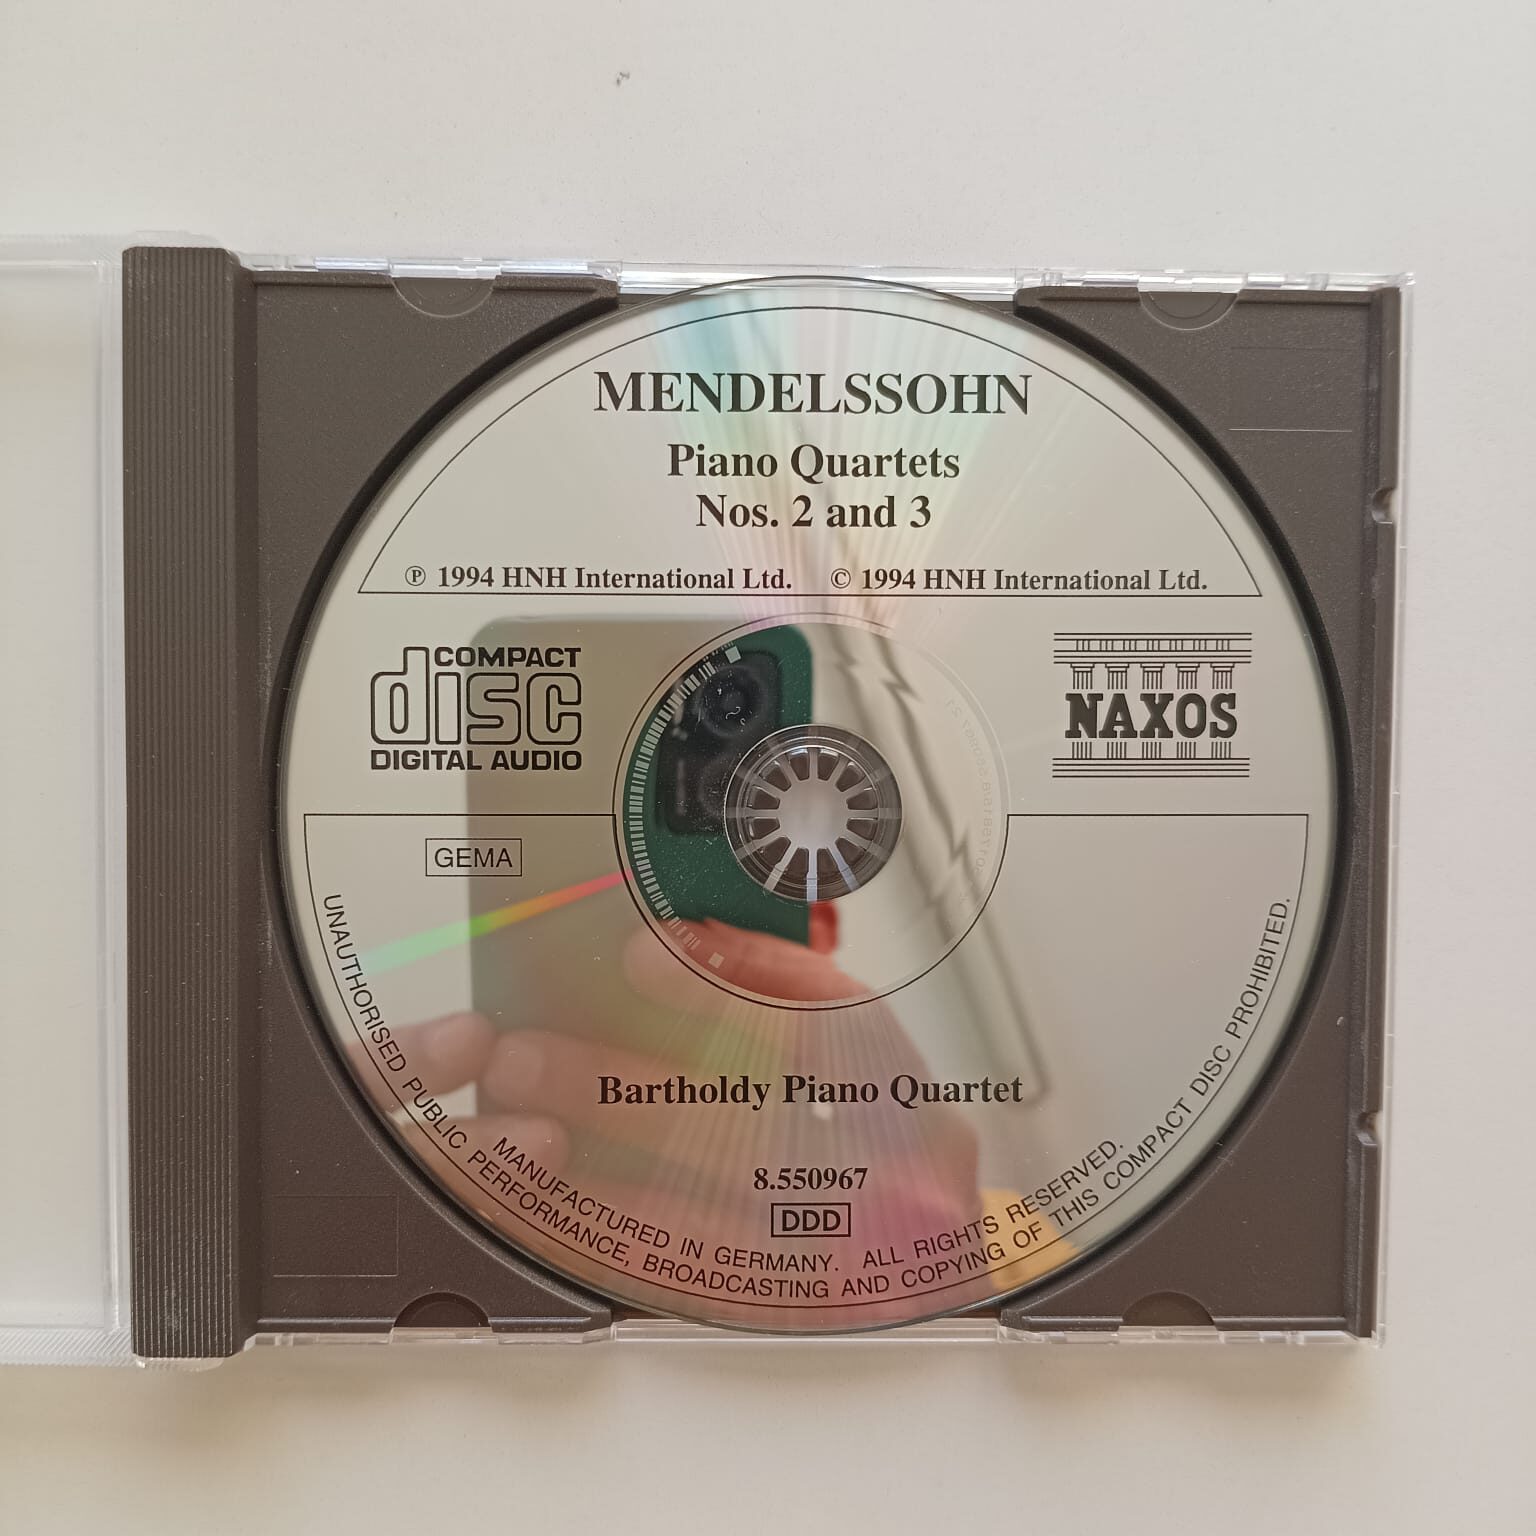 MENDELSSOHN
Piano Quartets
Nos. 2 and 3
℗ 1994 HNH International Ltd. © 1994 HNH International Ltd.
COMPACT
disc
DIGITAL AUDIO
NAXOS
GEMA
Bartholdy Piano Quartet
8.550967
DDD
MANUFACTURED IN GERMANY. ALL RIGHTS RESERVED.
UNAUTHORISED PUBLIC PERFORMANCE, BROADCASTING AND COPYING OF THIS COMPACT DISC PROHIBITED.